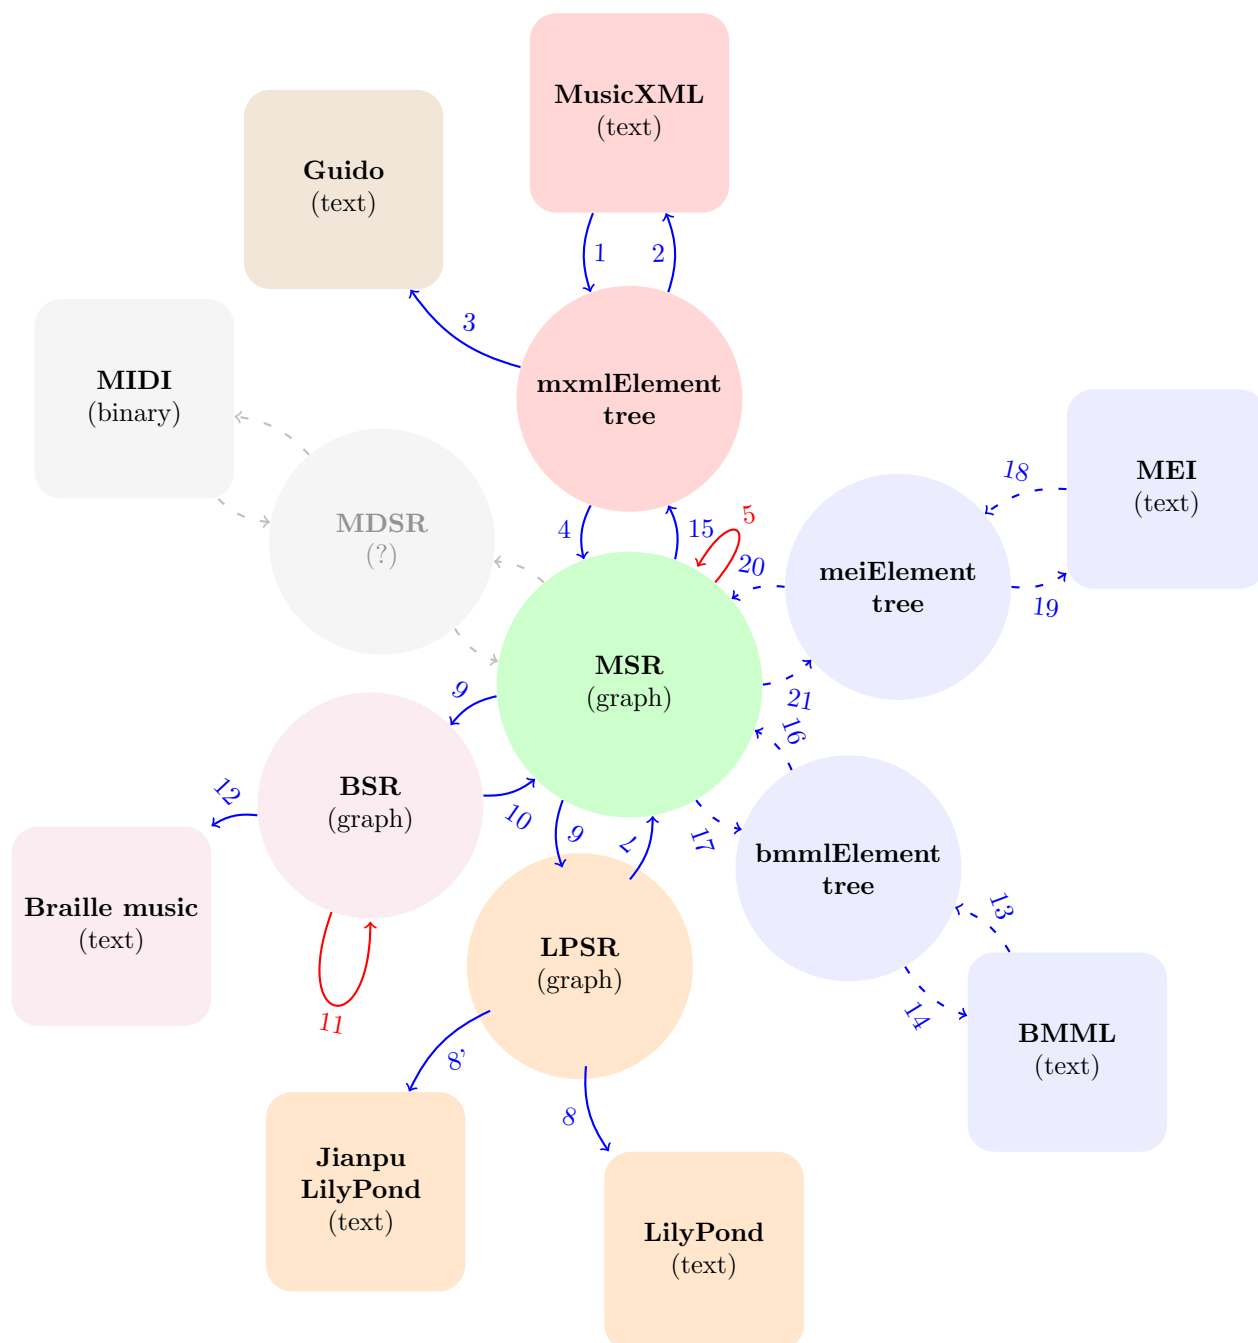 MusicXML
(text)
Guido
(text)
1
2
3
mxmlElement
tree
MIDI
(binary)
MEI
(text)
18
19
MDSR
(?)
4
15
5
20
meiElement
tree
MSR
(graph)
21
16
9
10
6
7
17
BSR
(graph)
12
bmmlElement
tree
13
14
Braille music
(text)
11
LPSR
(graph)
8'
8
BMML
(text)
Jianpu
LilyPond
(text)
LilyPond
(text)